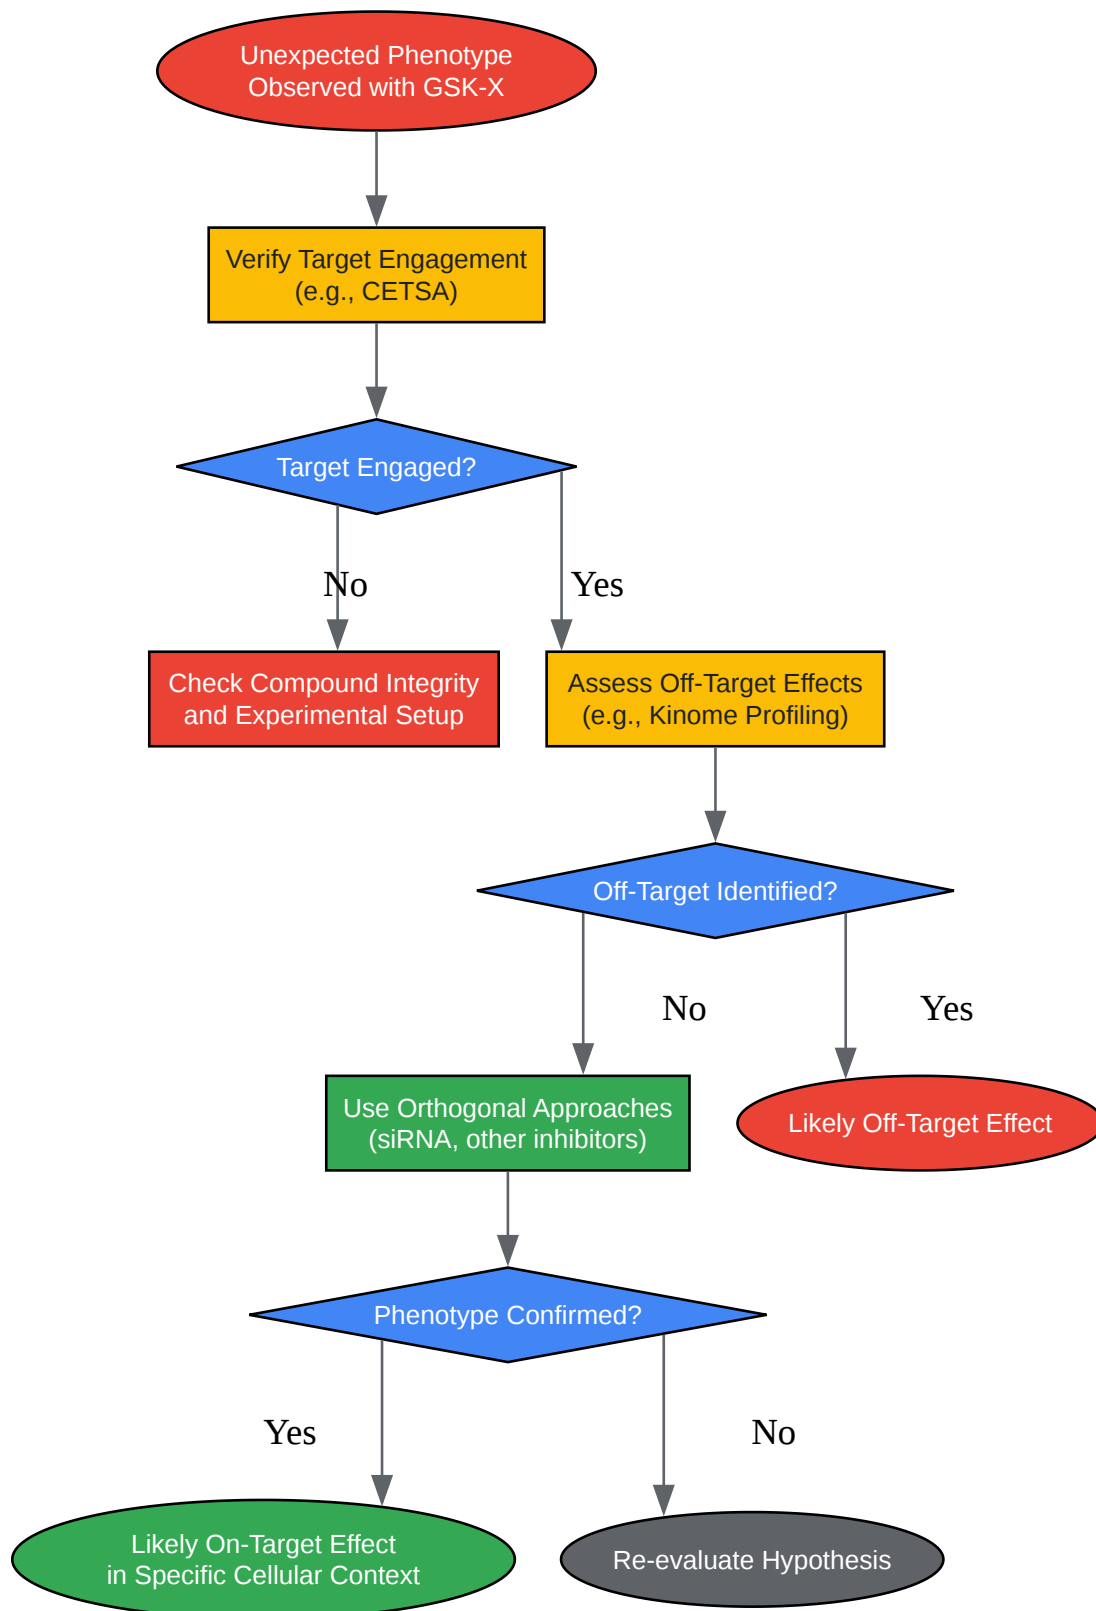 Unexpected Phenotype
Observed with GSK-X
Verify Target Engagement
(e.g., CETSA)
Target Engaged?
No
Yes
Check Compound Integrity
and Experimental Setup
Assess Off-Target Effects
(e.g., Kinome Profiling)
Off-Target Identified?
No
Yes
Use Orthogonal Approaches
(siRNA, other inhibitors)
Likely Off-Target Effect
Phenotype Confirmed?
Yes
No
Likely On-Target Effect
in Specific Cellular Context
Re-evaluate Hypothesis